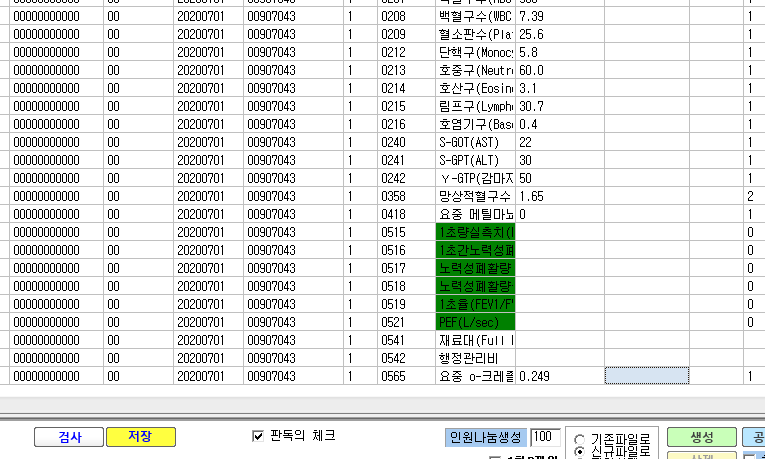 00000000000 00 20200701 00907043 1 0208 백혈구수(WBC 7.39 1
00000000000 00 20200701 00907043 1 0209 혈소판수(Pla 25.6 1
00000000000 00 20200701 00907043 1 0212 단핵구(Monocy 5.8 1
00000000000 00 20200701 00907043 1 0213 호중구(Neutr 60.0 1
00000000000 00 20200701 00907043 1 0214 호산구(Eosin 3.1 1
00000000000 00 20200701 00907043 1 0215 림프구(Lymph 30.7 1
00000000000 00 20200701 00907043 1 0216 호염기구(Bas 0.4 1
00000000000 00 20200701 00907043 1 0240 S-GOT(AST) 22 1
00000000000 00 20200701 00907043 1 0241 S-GPT(ALT) 30 1
00000000000 00 20200701 00907043 1 0242 Υ-GTP(감마지 50 1
00000000000 00 20200701 00907043 1 0358 망상적혈구수 1.65 2
00000000000 00 20200701 00907043 1 0418 요중 메틸마뇨 0 1
00000000000 00 20200701 00907043 1 0515 1초량실측치( 0
00000000000 00 20200701 00907043 1 0516 1초간노력성폐 0
00000000000 00 20200701 00907043 1 0517 노력성폐활량 0
00000000000 00 20200701 00907043 1 0518 노력성폐활량 0
00000000000 00 20200701 00907043 1 0519 1초율(FEV1/F 0
00000000000 00 20200701 00907043 1 0521 PEF(L/sec) 0
00000000000 00 20200701 00907043 1 0541 재료대(Full
00000000000 00 20200701 00907043 1 0542 행정관리비
00000000000 00 20200701 00907043 1 0565 요중 o-크레졸 0.249 1
검사 저장 판독의 체크 인원나눔생성 100 기존파일로 생성 공
신규파일로